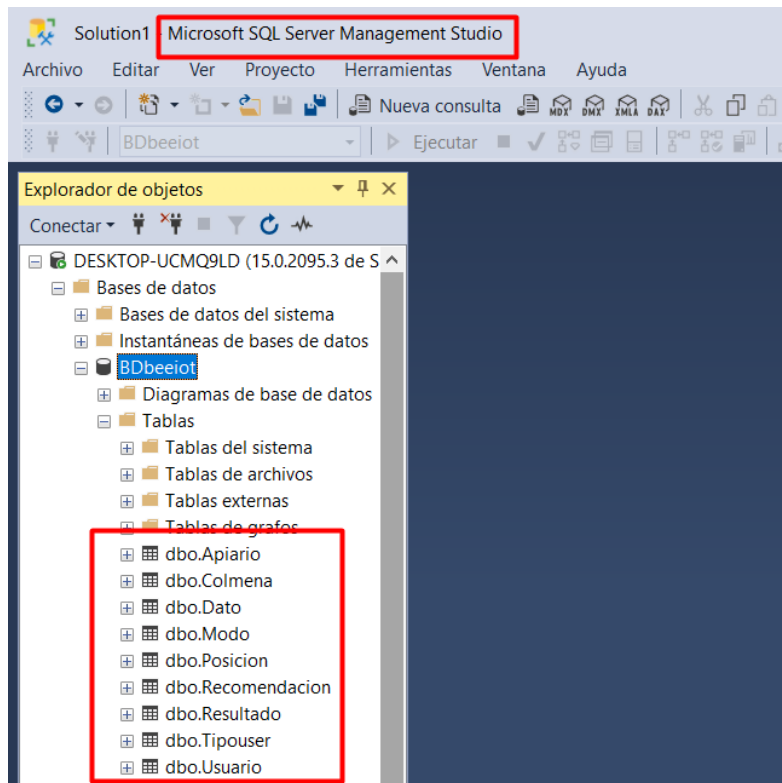 Solution1 - Microsoft SQL Server Management Studio
Archivo Editar Ver Proyecto Herramientas Ventana Ayuda
Nueva consulta MDX DMX XMLA DAX
BDbeeiot Ejecutar
Explorador de objetos
Conectar
DESKTOP-UCMQ9LD (15.0.2095.3 de S
Bases de datos
Bases de datos del sistema
Instantáneas de bases de datos
BDbeeiot
Diagramas de base de datos
Tablas
Tablas del sistema
Tablas de archivos
Tablas externas
Tablas de grafos
dbo.Apiario
dbo.Colmena
dbo.Dato
dbo.Modo
dbo.Posicion
dbo.Recomendacion
dbo.Resultado
dbo.Tipouser
dbo.Usuario